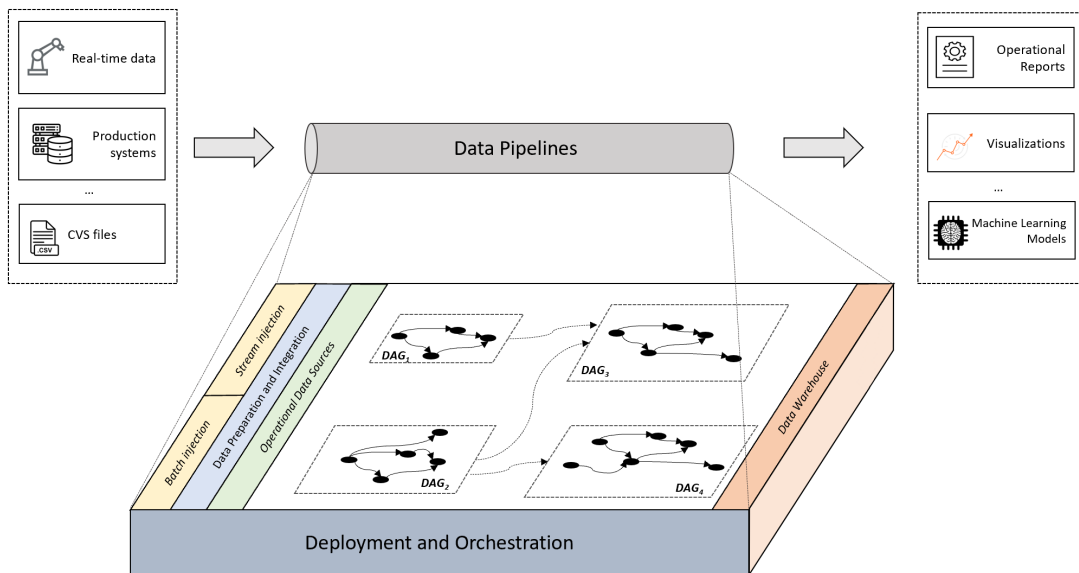 Real-time data
Production
systems
...
CVS files
.CSV
Data Pipelines
Operational
Reports
Visualizations
...
Machine Learning
Models
Stream injection
Batch injection
Data Preparation and Integration
Operational Data Sources
DAG1
DAG2
DAG3
DAG4
Data Warehouse
Deployment and Orchestration